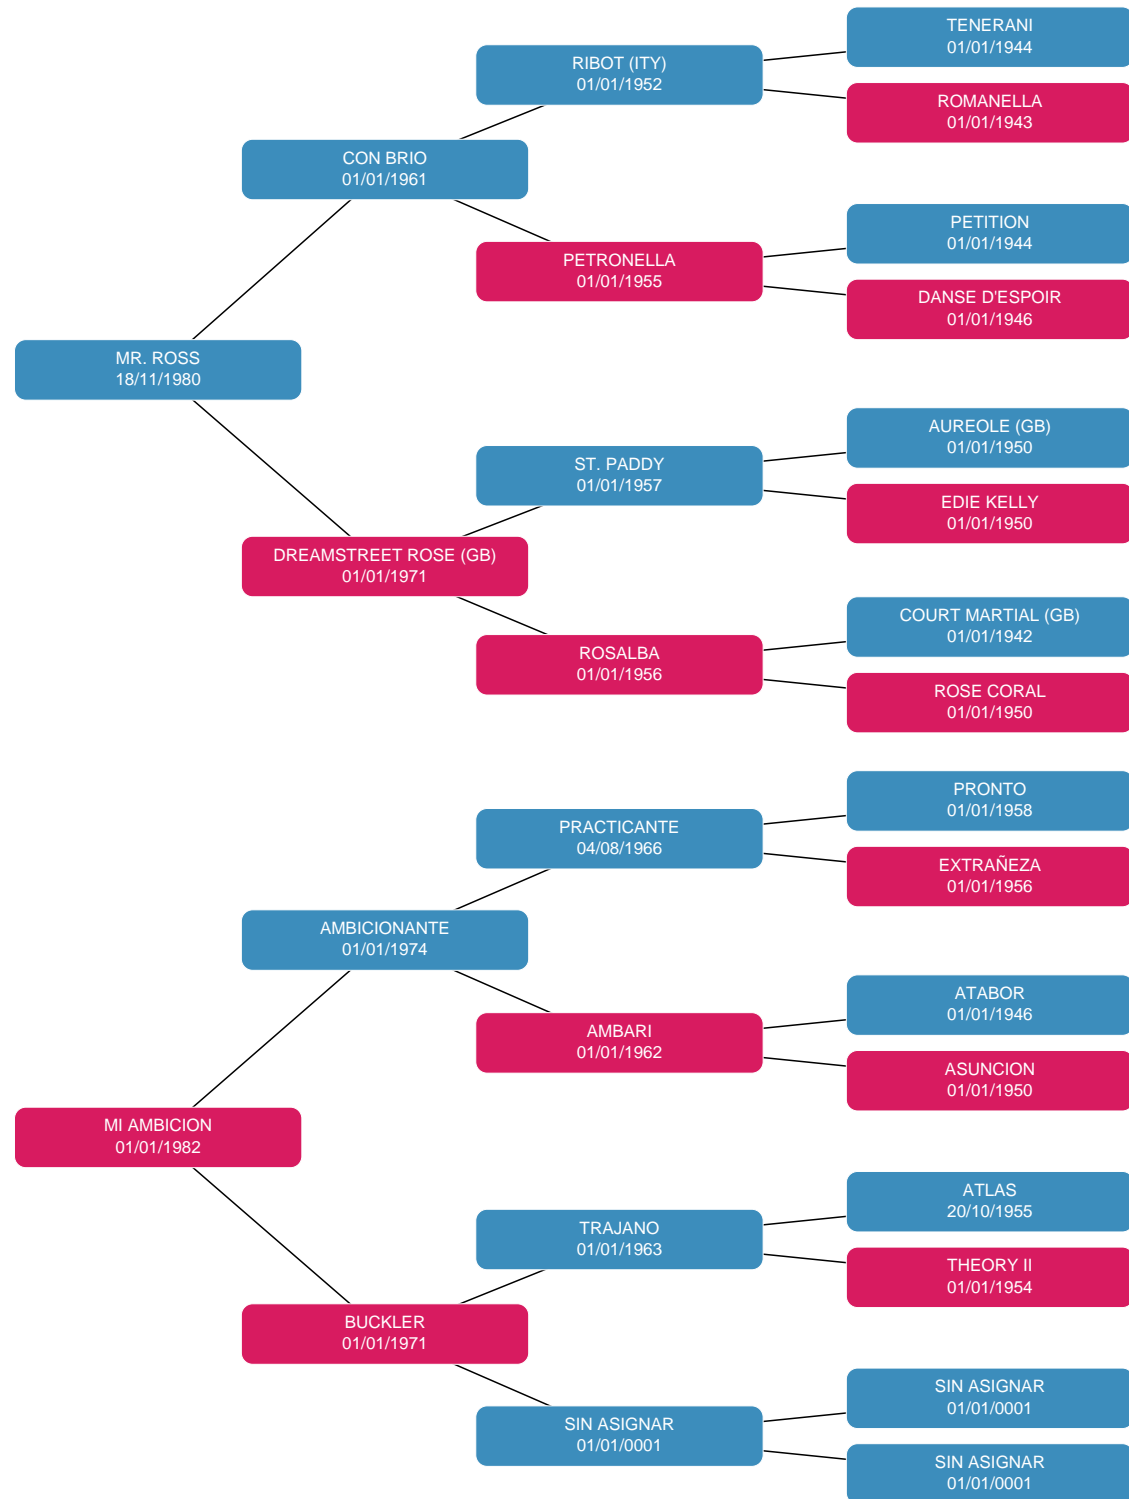 TENERANI
01/01/1944
RIBOT (ITY)
01/01/1952
ROMANELLA
01/01/1943
CON BRIO
01/01/1961
PETITION
01/01/1944
PETRONELLA
01/01/1955
DANSE D'ESPOIR
01/01/1946
MR. ROSS
18/11/1980
AUREOLE (GB)
01/01/1950
ST. PADDY
01/01/1957
EDIE KELLY
01/01/1950
DREAMSTREET ROSE (GB)
01/01/1971
COURT MARTIAL (GB)
01/01/1942
ROSALBA
01/01/1956
ROSE CORAL
01/01/1950
PRONTO
01/01/1958
PRACTICANTE
04/08/1966
EXTRAÑEZA
01/01/1956
AMBICIONANTE
01/01/1974
ATABOR
01/01/1946
AMBARI
01/01/1962
ASUNCION
01/01/1950
MI AMBICION
01/01/1982
ATLAS
20/10/1955
TRAJANO
01/01/1963
THEORY II
01/01/1954
BUCKLER
01/01/1971
SIN ASIGNAR
01/01/0001
SIN ASIGNAR
01/01/0001
SIN ASIGNAR
01/01/0001